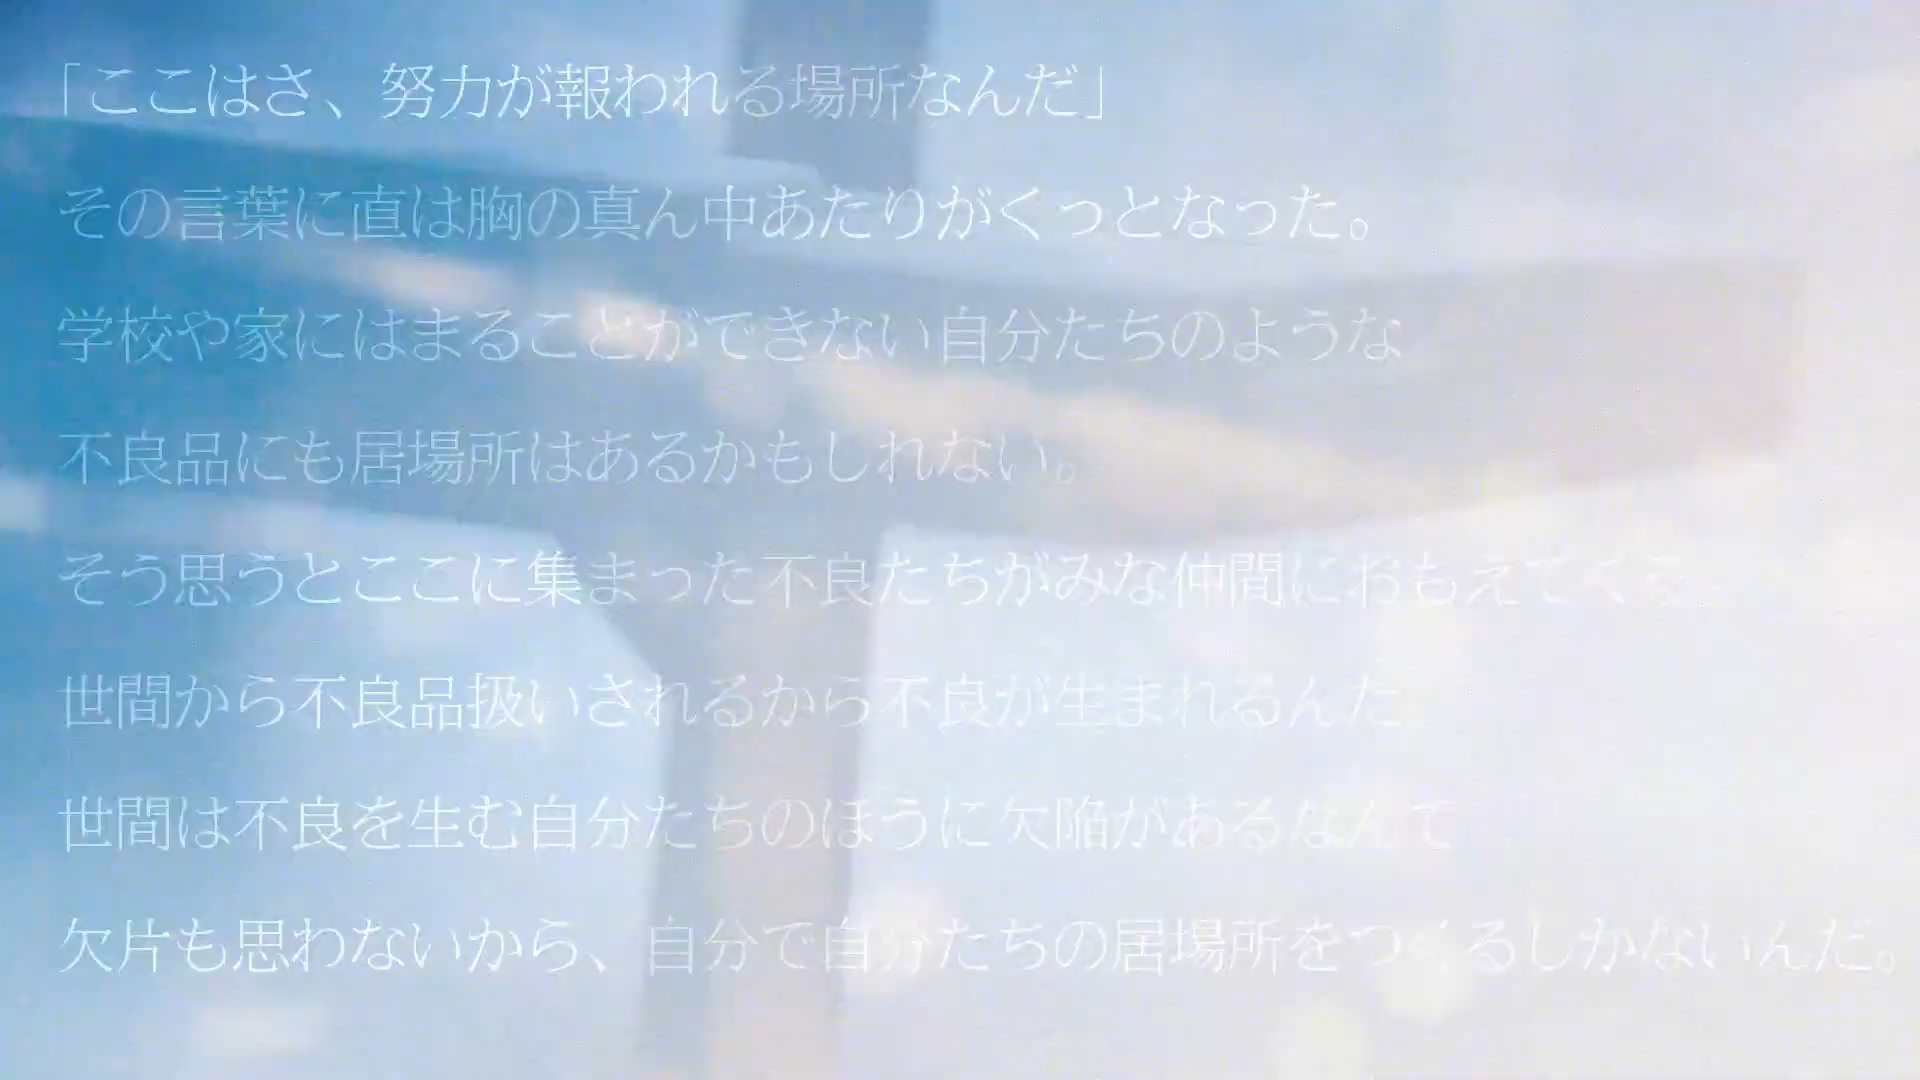 「ここはさ、努力が報われる場所なんだ」
その言葉に直は胸の真ん中あたりがくっとなった。
学校や家にはまることができない自分たちのような
不良品にも居場所はあるかもしれない。
そう思うとここに集まった不良たちがみな仲間におもえてくる
世間から不良品扱いされるから不良が生まれるんだ
世間は不良を生む自分たちのほうに欠陥があるなんて
欠片も思わないから、自分で自分たちの居場所をつくるしかないんだ。